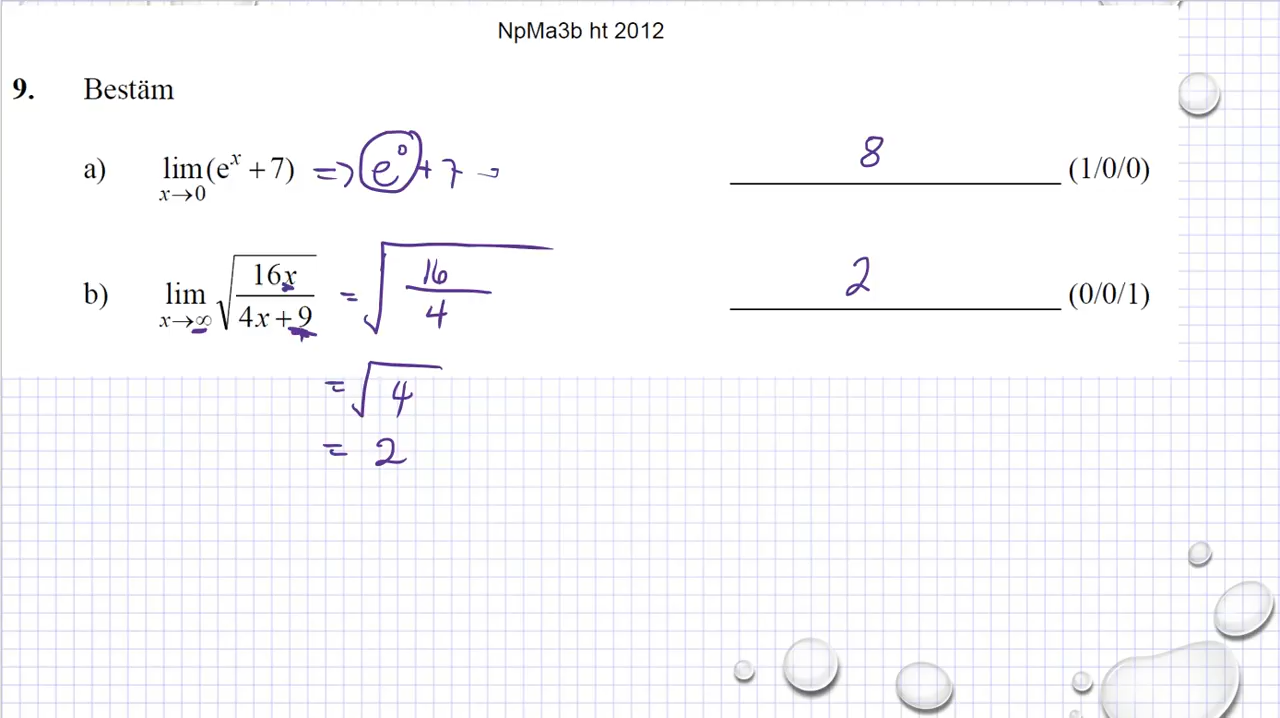 NpMa3b ht 2012
9. Bestäm
a) lim x→0 (e^x + 7) => e^0 + 7 → 8 (1/0/0)
b) lim x→∞ √(16x / (4x + 9)) = √(16 / 4) 2 (0/0/1)
= √4
= 2